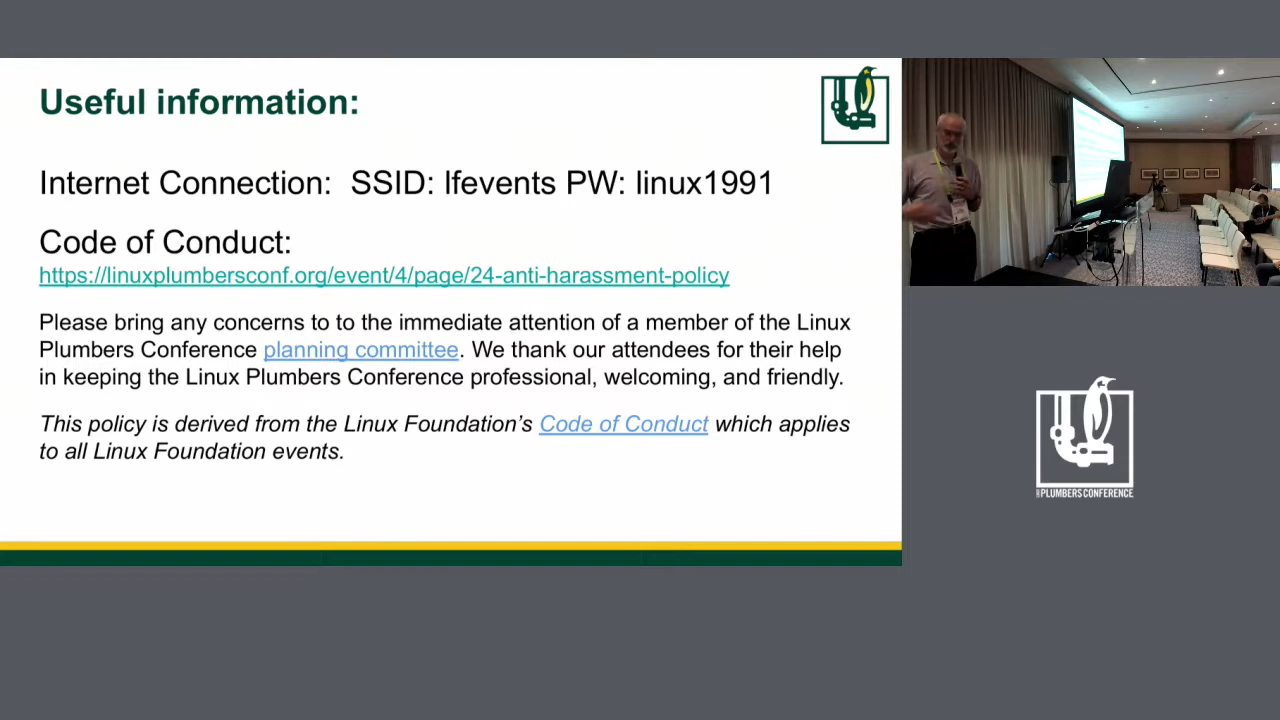 Useful information:
Internet Connection:  SSID: lfevents PW: linux1991
Code of Conduct:
https://linuxplumbersconf.org/event/4/page/24-anti-harassment-policy
Please bring any concerns to to the immediate attention of a member of the Linux
Plumbers Conference planning committee. We thank our attendees for their help
in keeping the Linux Plumbers Conference professional, welcoming, and friendly.
This policy is derived from the Linux Foundation's Code of Conduct which applies
to all Linux Foundation events.
PLUMBERS CONFERENCE